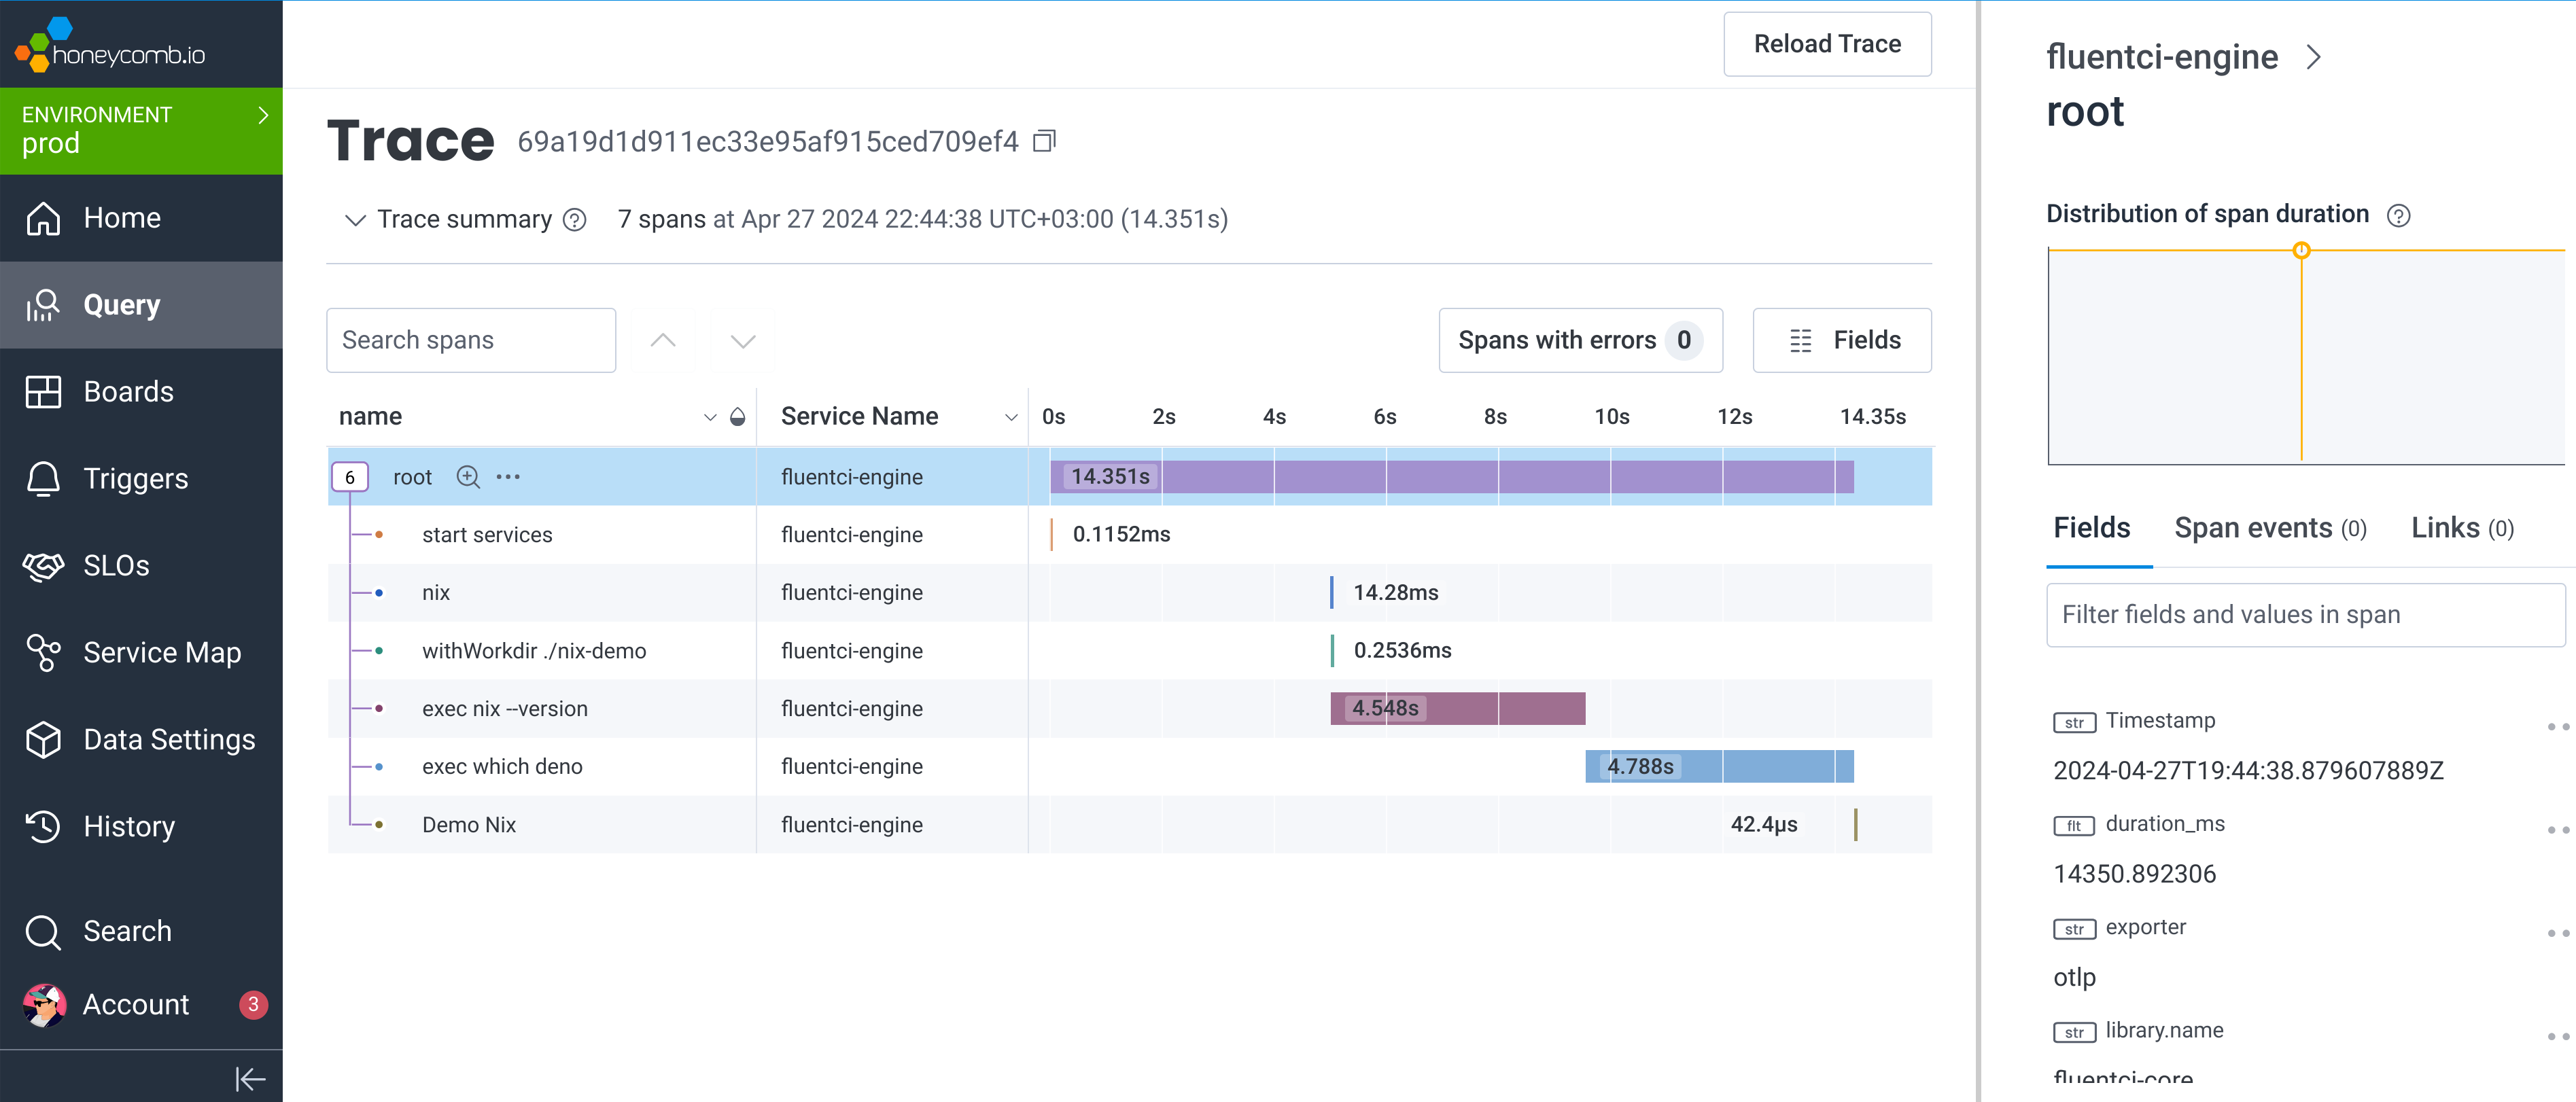 honeycomb.io
ENVIRONMENT
prod
Home
Query
Boards
Triggers
SLOs
Service Map
Data Settings
History
Search
Account 3
Reload Trace
Trace 69a19d1d911ec33e95af915ced709ef4
Trace summary 7 spans at Apr 27 2024 22:44:38 UTC+03:00 (14.351s)
Search spans
Spans with errors 0
Fields
name Service Name 0s 2s 4s 6s 8s 10s 12s 14.35s
6 root fluentci-engine 14.351s
start services fluentci-engine 0.1152ms
nix fluentci-engine 14.28ms
withWorkdir ./nix-demo fluentci-engine 0.2536ms
exec nix --version fluentci-engine 4.548s
exec which deno fluentci-engine 4.788s
Demo Nix fluentci-engine 42.4µs
fluentci-engine
root
Distribution of span duration
Fields Span events (0) Links (0)
Filter fields and values in span
str Timestamp
2024-04-27T19:44:38.879607889Z
flt duration_ms
14350.892306
str exporter
otlp
str library.name
fluentci-core